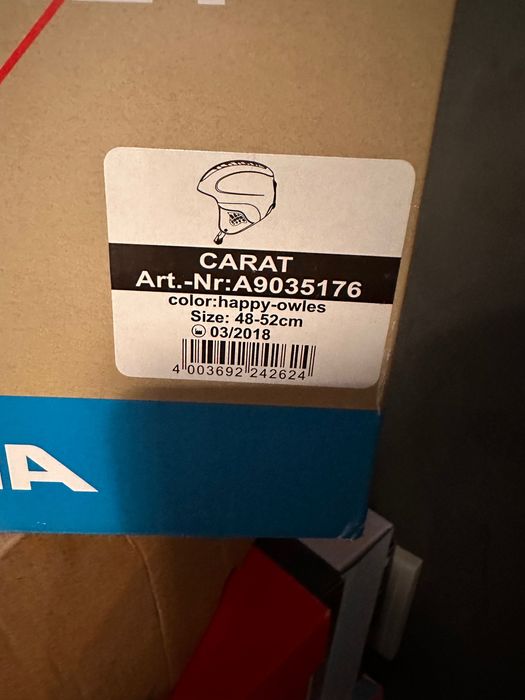 CARAT
Art.-Nr:A9035176
color:happy-owles
Size: 48-52cm
03/2018
4 003692 242624